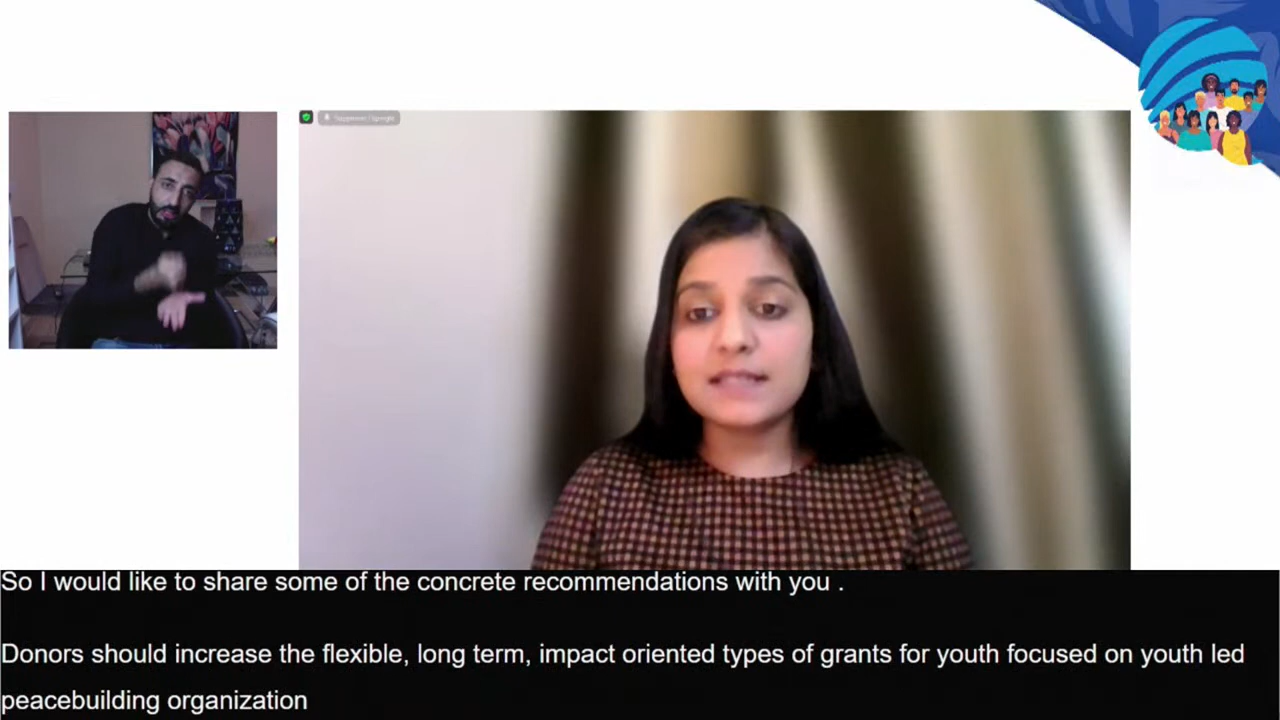 So I would like to share some of the concrete recommendations with you .
Donors should increase the flexible, long term, impact oriented types of grants for youth focused on youth led
peacebuilding organization